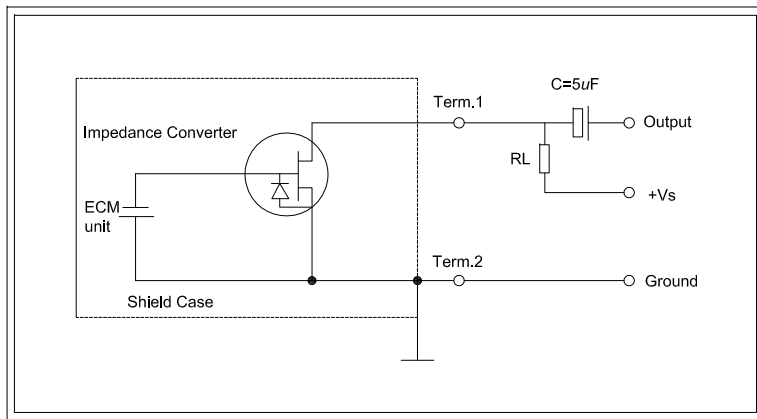 C=5uF
Term.1
Output
Impedance Converter
RL
+Vs
ECM
unit
Term.2
Ground
Shield Case